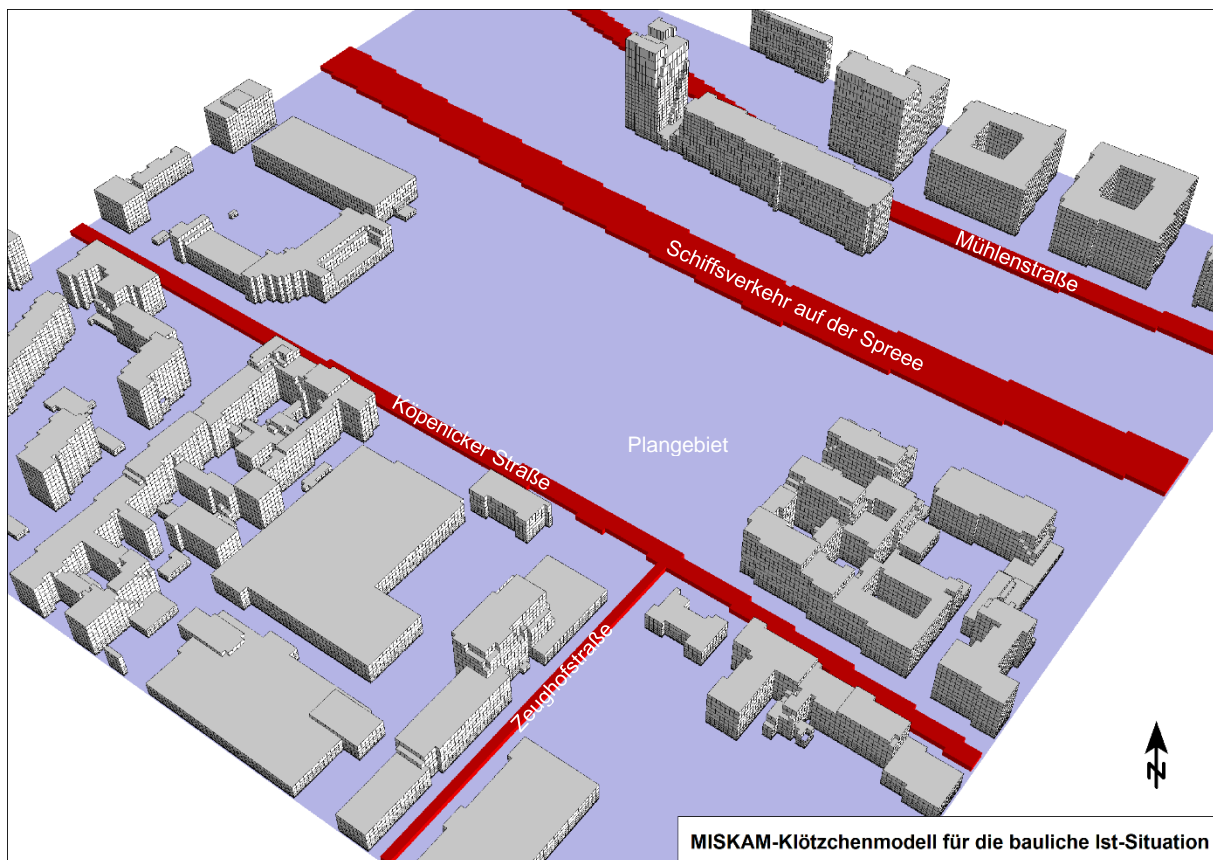 Mühlenstraße
Schiffsverkehr auf der Spreee
Köpenicker Straße
Plangebiet
Zeughofstraße
N
MISKAM-Klötzchenmodell für die bauliche Ist-Situation